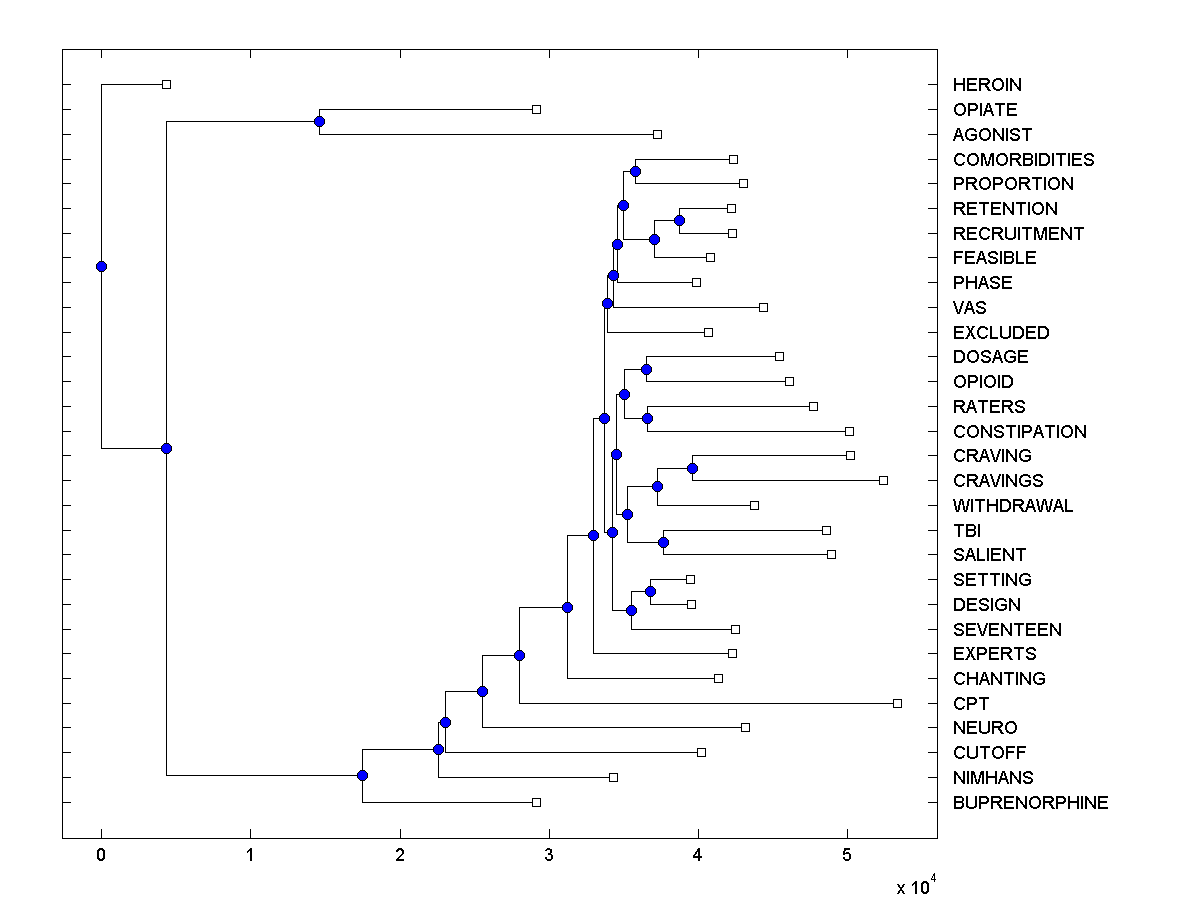 HEROIN
OPIATE
AGONIST
COMORBIDITIES
PROPORTION
RETENTION
RECRUITMENT
FEASIBLE
PHASE
VAS
EXCLUDED
DOSAGE
OPIOID
RATERS
CONSTIPATION
CRAVING
CRAVINGS
WITHDRAWAL
TBI
SALIENT
SETTING
DESIGN
SEVENTEEN
EXPERTS
CHANTING
CPT
NEURO
CUTOFF
NIMHANS
BUPRENORPHINE
0 1 2 3 4 5
x 10^4